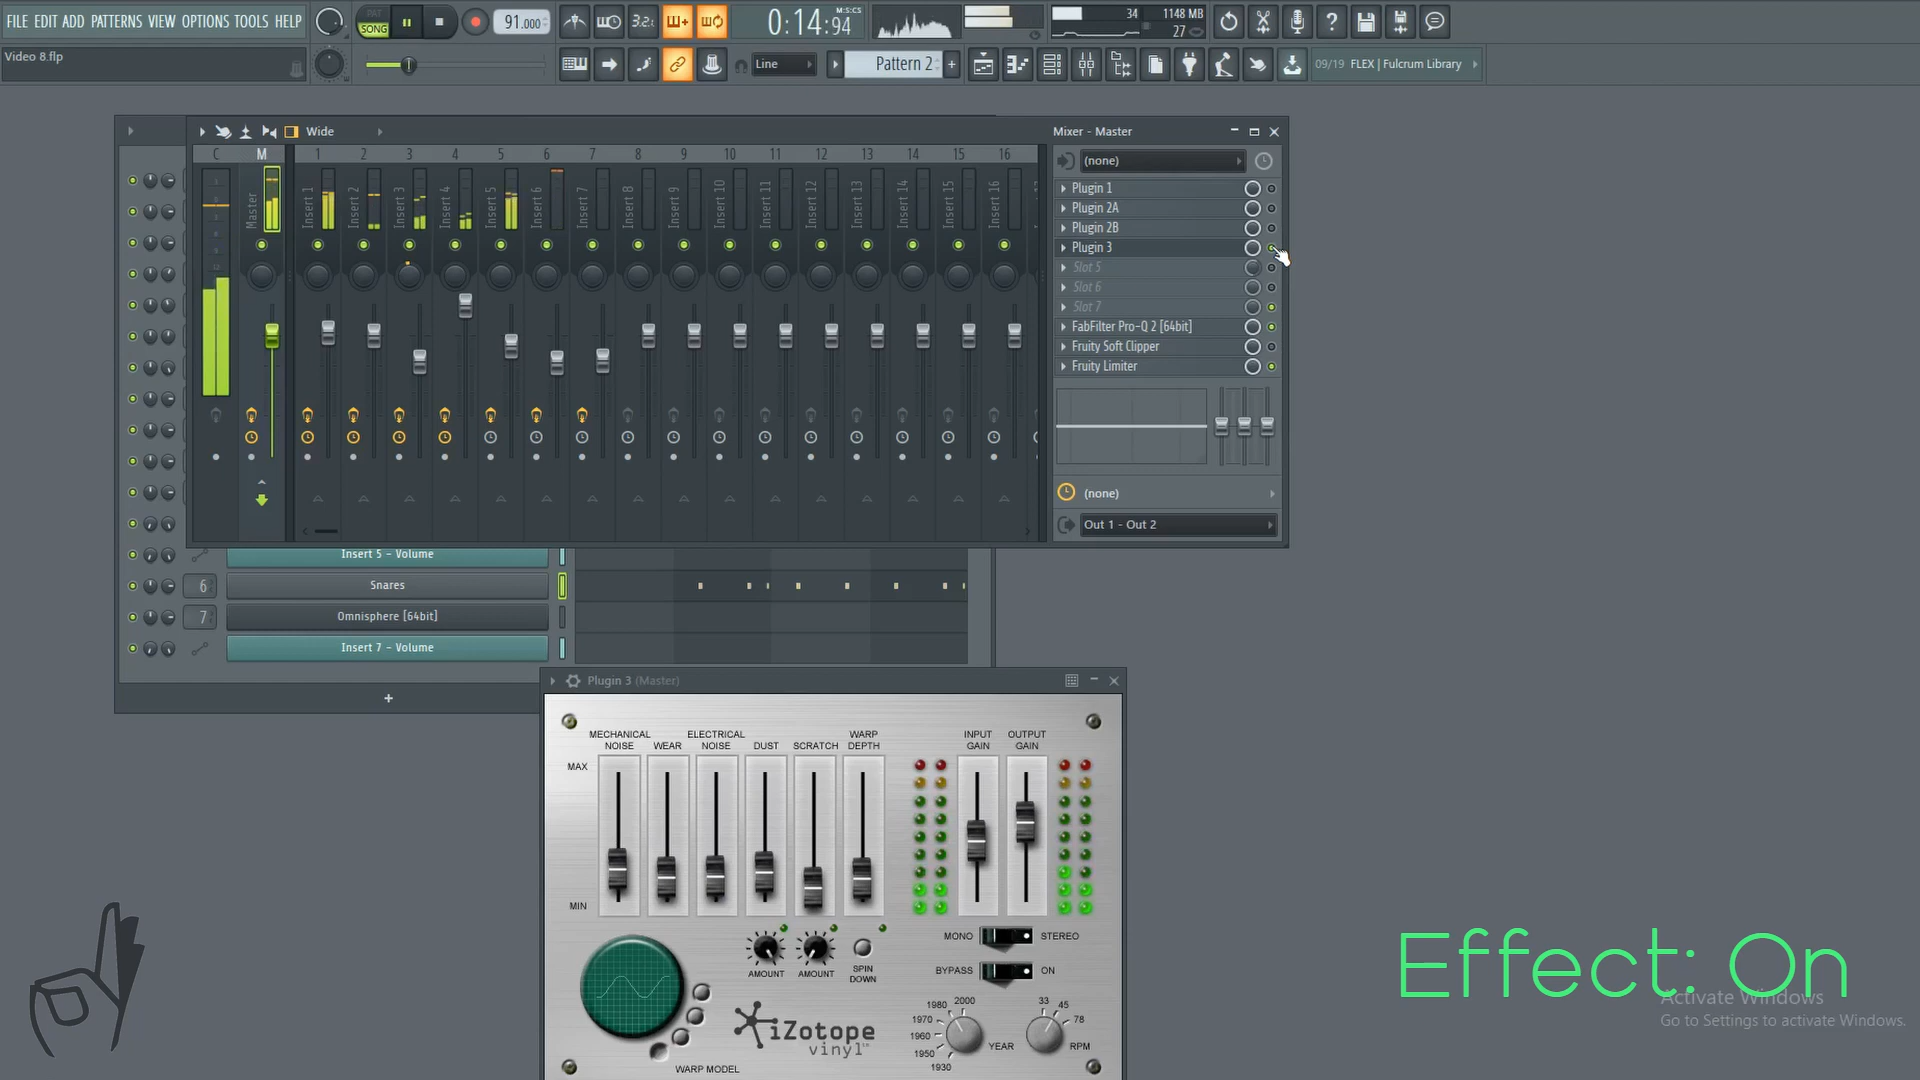 FILE EDIT ADD PATTERNS VIEW OPTIONS TOOLS HELP
PAT
SONG
91.000
3.2.
0:14:94
M:S:CS
34
1148 MB
27
Video 8.flp
Line
Pattern 2
09/19 FLEX | Fulcrum Library
Wide
Mixer - Master
C M 1 2 3 4 5 6 7 8 9 10 11 12 13 14 15 16
Master
Insert 1
Insert 2
Insert 3
Insert 4
Insert 5
Insert 6
Insert 7
Insert 8
Insert 9
Insert 10
Insert 11
Insert 12
Insert 13
Insert 14
Insert 15
Insert 16
(none)
Plugin 1
Plugin 2A
Plugin 2B
Plugin 3
Slot 5
Slot 6
Slot 7
FabFilter Pro-Q 2 [64bit]
Fruity Soft Clipper
Fruity Limiter
(none)
Out 1 - Out 2
Insert 5 - Volume
6 Snares
7 Omnisphere [64bit]
Insert 7 - Volume
+
Plugin 3 (Master)
MECHANICAL NOISE
WEAR
ELECTRICAL NOISE
DUST
SCRATCH
WARP DEPTH
INPUT GAIN
OUTPUT GAIN
MAX
MIN
AMOUNT
AMOUNT
SPIN DOWN
MONO STEREO
BYPASS ON
iZotope
vinyl
WARP MODEL
1930 1950 1960 1970 1980 2000
YEAR
33 45 78
RPM
Effect: On
Activate Windows
Go to Settings to activate Windows.